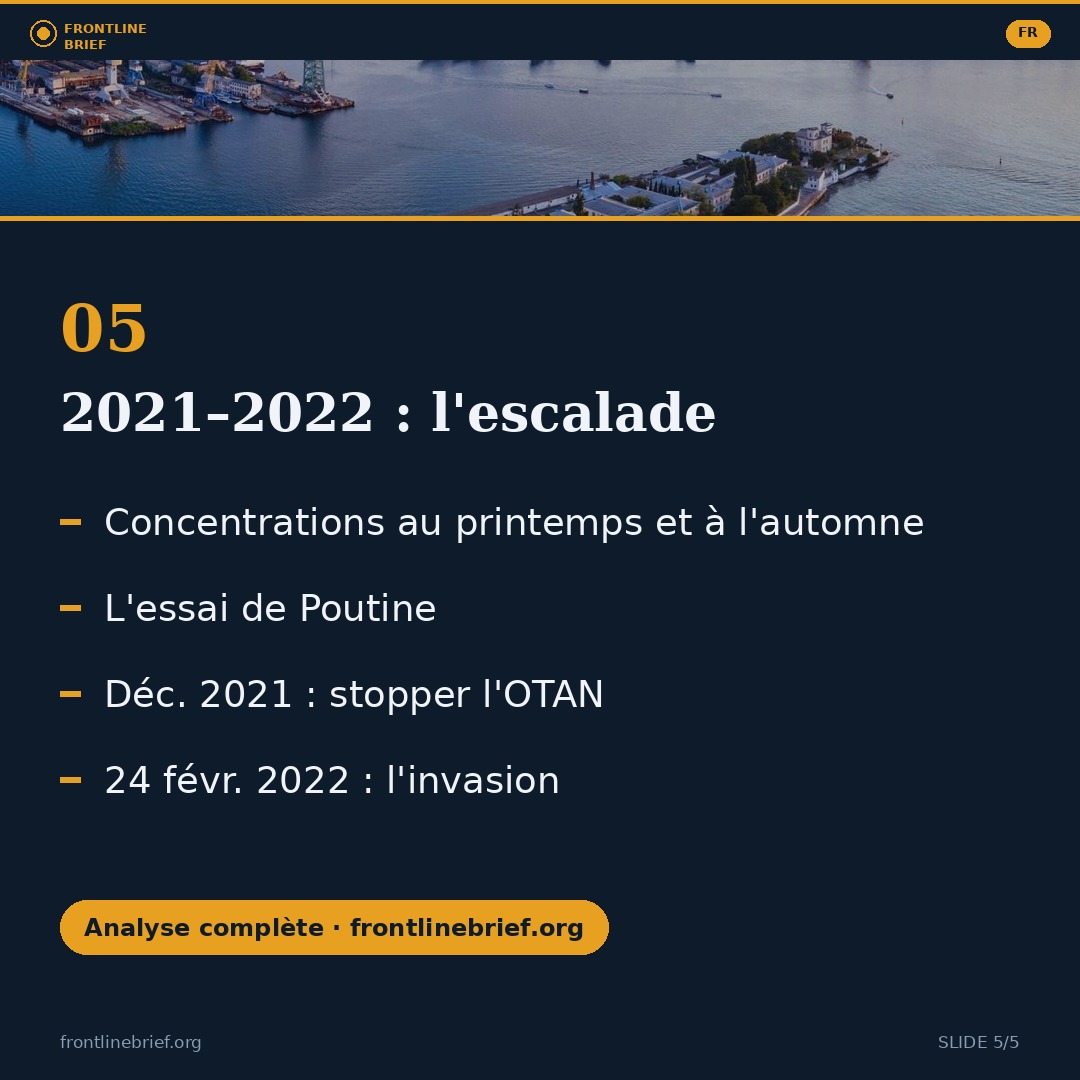 FRONTLINE
BRIEF
FR
05
2021–2022 : l'escalade
Concentrations au printemps et à l'automne
L'essai de Poutine
Déc. 2021 : stopper l'OTAN
24 févr. 2022 : l'invasion
Analyse complète · frontlinebrief.org
frontlinebrief.org
SLIDE 5/5